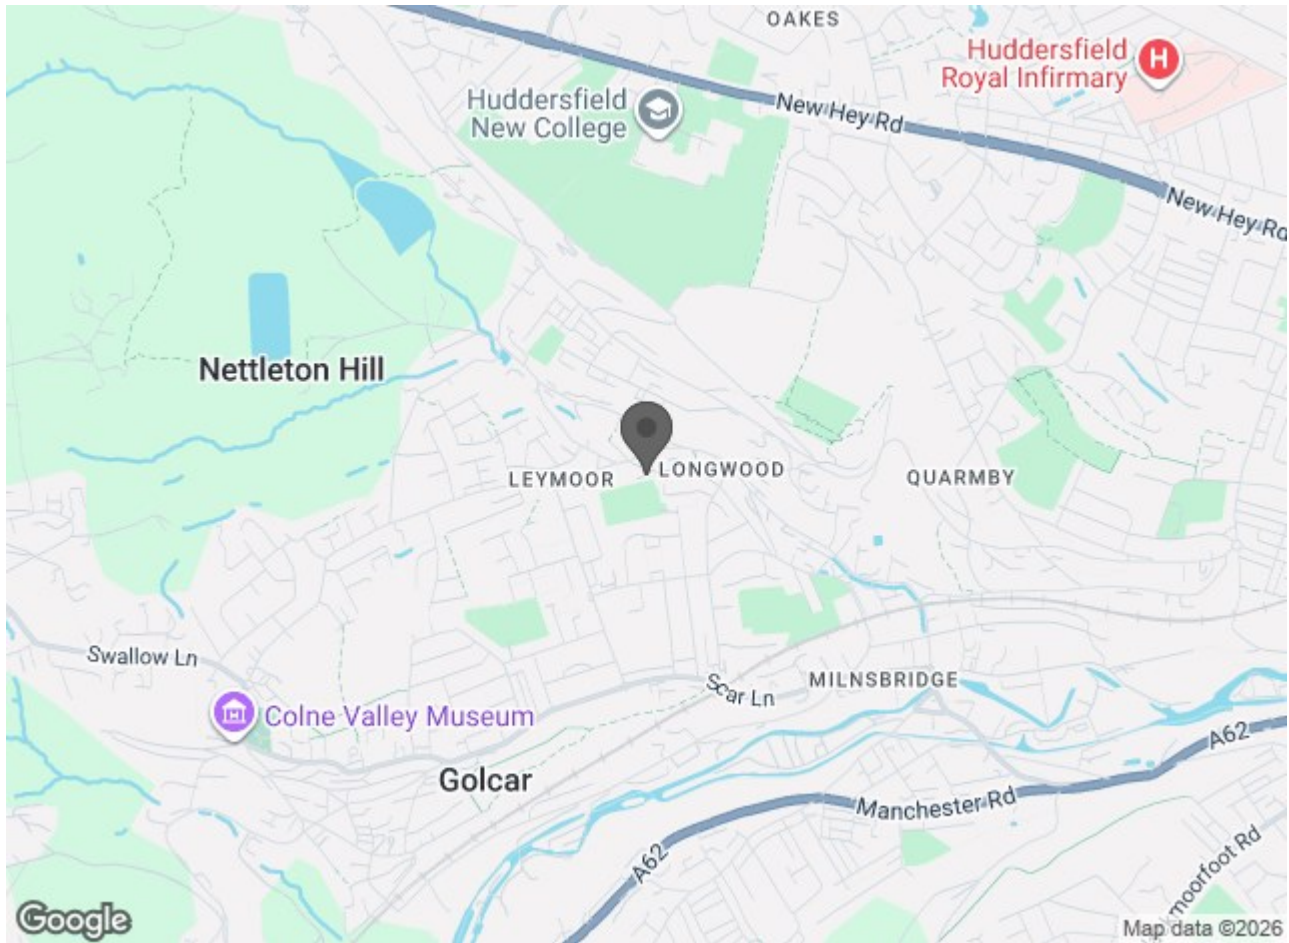 OAKES
Huddersfield
Royal Infirmary
H
Huddersfield
New College
New Hey Rd
New Hey Rd
Nettleton Hill
LEYMOOR
LONGWOOD
QUARMBY
Swallow Ln
Scar Ln
MILNSBRIDGE
Colne Valley Museum
A62
Golcar
Manchester Rd
A62
moorfoot Rd
Google
Map data ©2026